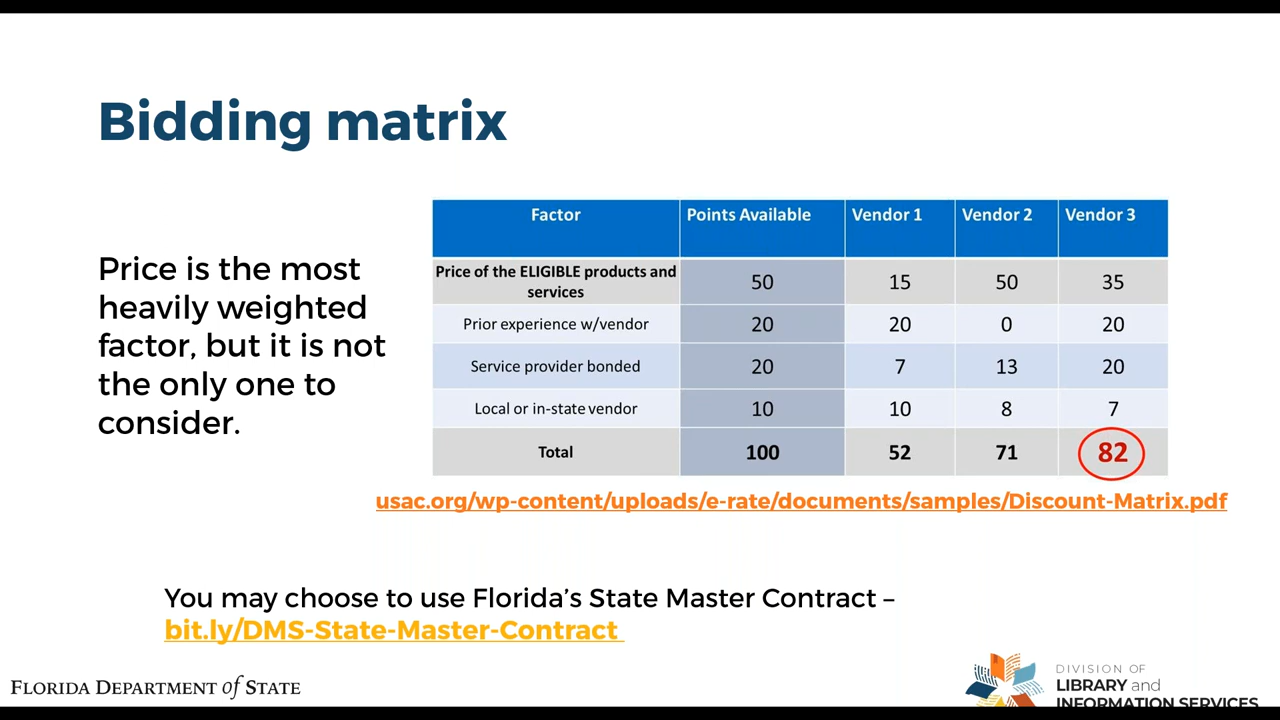 Bidding matrix
Price is the most
heavily weighted
factor, but it is not
the only one to
consider.
Factor Points Available Vendor 1 Vendor 2 Vendor 3
Price of the ELIGIBLE products and
services 50 15 50 35
Prior experience w/vendor 20 20 0 20
Service provider bonded 20 7 13 20
Local or in-state vendor 10 10 8 7
Total 100 52 71 82
usac.org/wp-content/uploads/e-rate/documents/samples/Discount-Matrix.pdf
You may choose to use Florida’s State Master Contract –
bit.ly/DMS-State-Master-Contract
FLORIDA DEPARTMENT of STATE
DIVISION OF
LIBRARY and
INFORMATION SERVICES